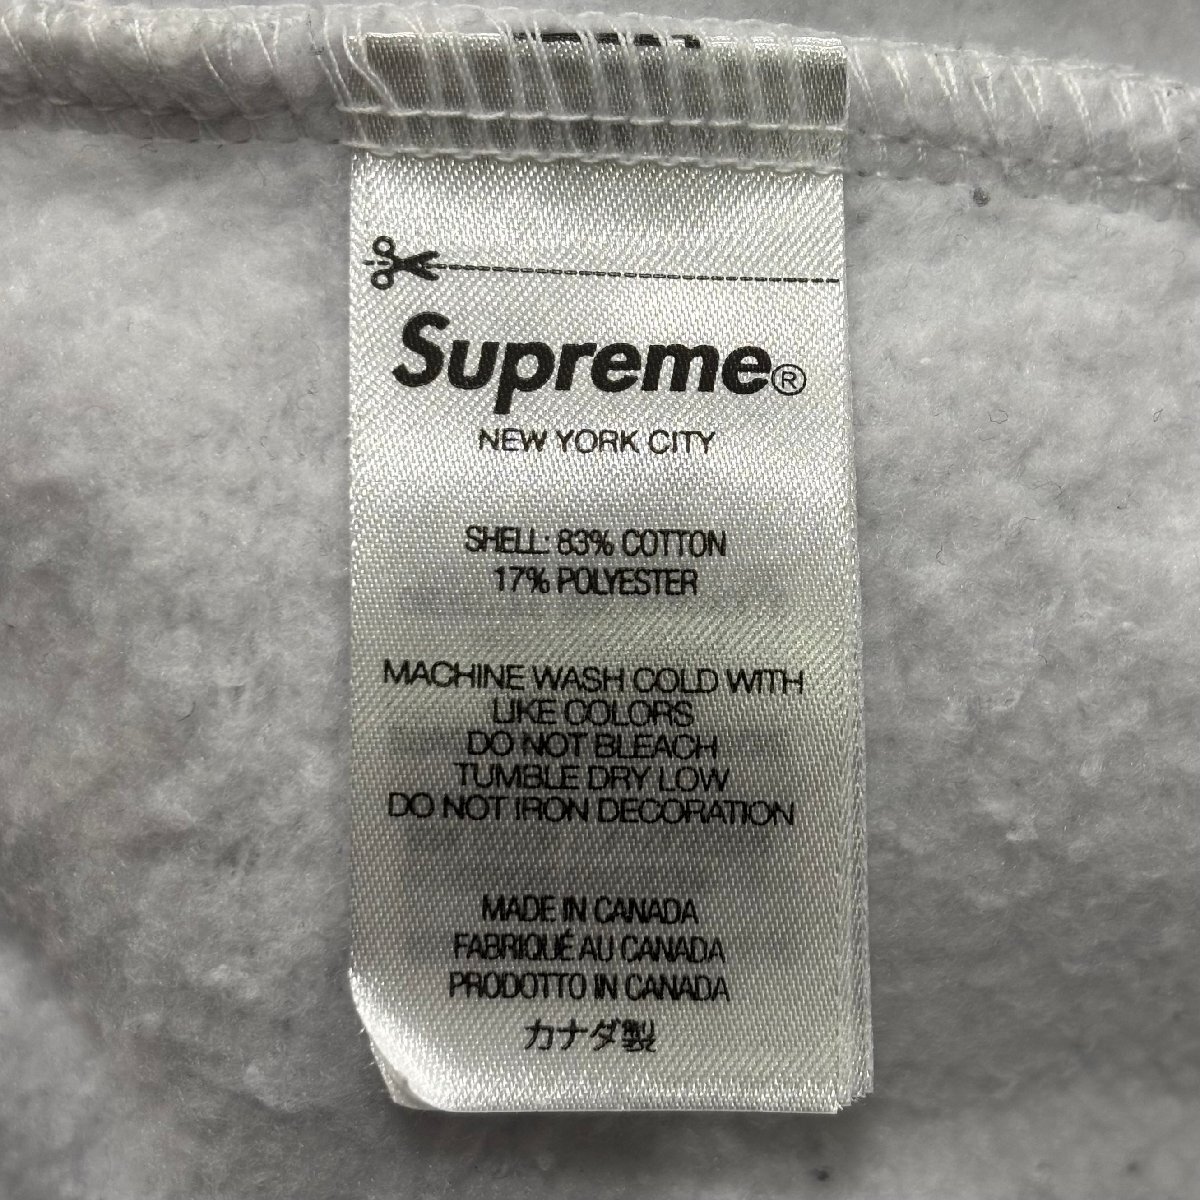 Supreme®
NEW YORK CITY
SHELL: 83% COTTON
17% POLYESTER
MACHINE WASH COLD WITH
LIKE COLORS
DO NOT BLEACH
TUMBLE DRY LOW
DO NOT IRON DECORATION
MADE IN CANADA
FABRIQUÉ AU CANADA
PRODOTTO IN CANADA
カナダ製